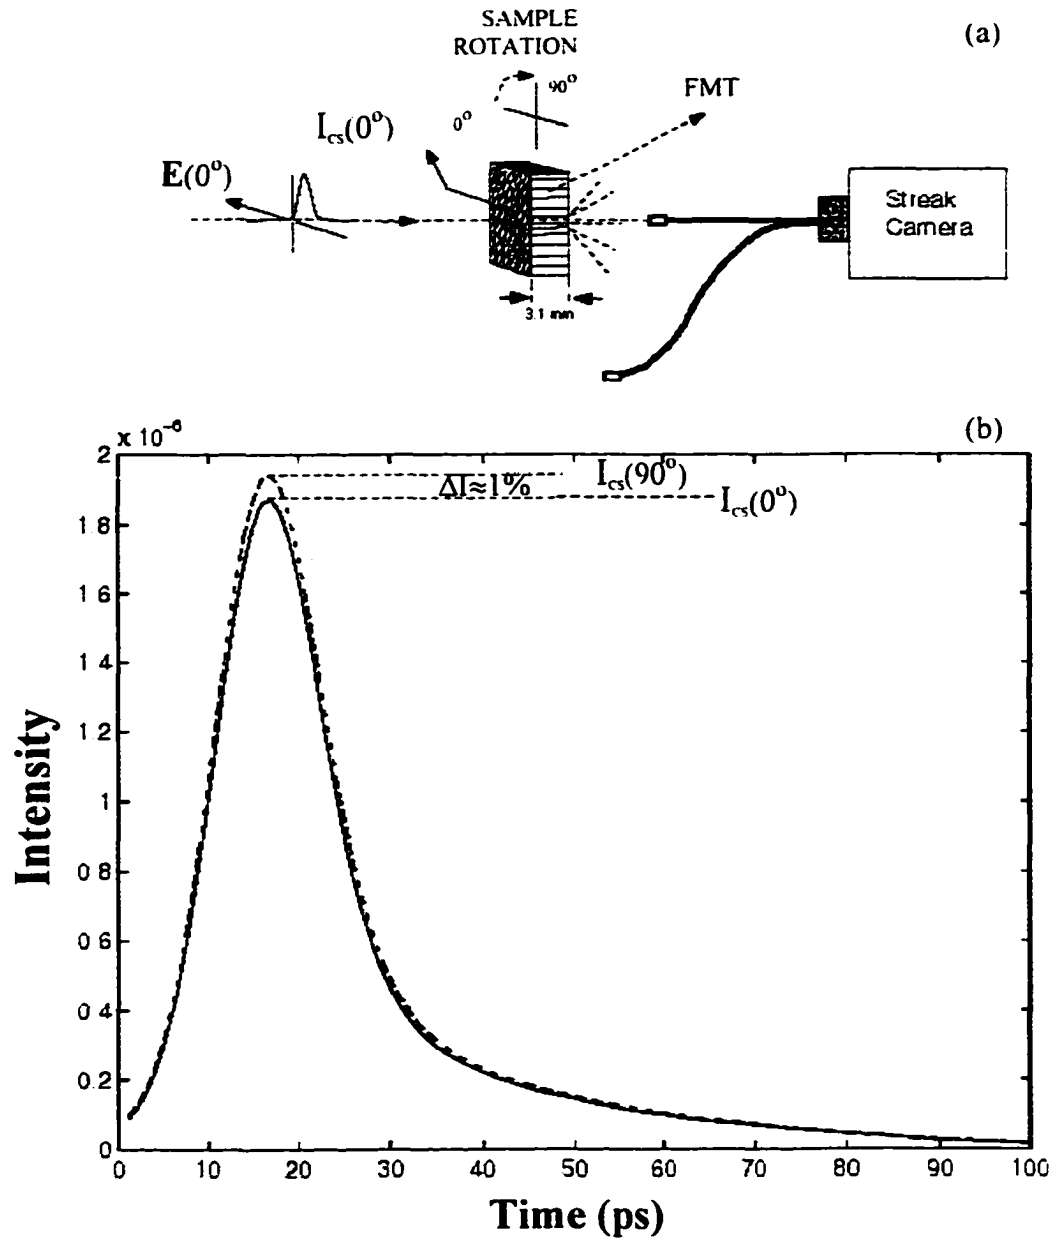 SAMPLE
ROTATION
(a)
90°
0°
FMT
I_cs(0°)
E(0°)
Streak
Camera
3.1 mm
(b)
x 10⁻⁶
2
1.8
1 6
1 4
1.2
1
0 8
0 6
0 4
0.2
0
ΔI≈1%
I_cs(90°)
I_cs(0°)
Intensity
0 10 20 30 40 50 60 70 80 90 100
Time (ps)